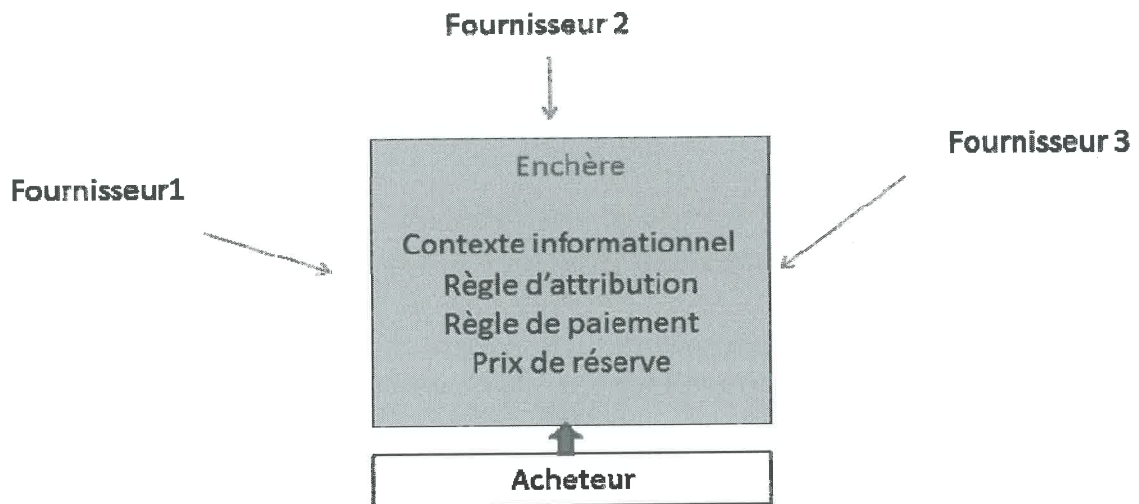 Fournisseur 2
Fournisseur 3
Fournisseur1
Enchère
Contexte informationnel
Règle d'attribution
Règle de paiement
Prix de réserve
Acheteur